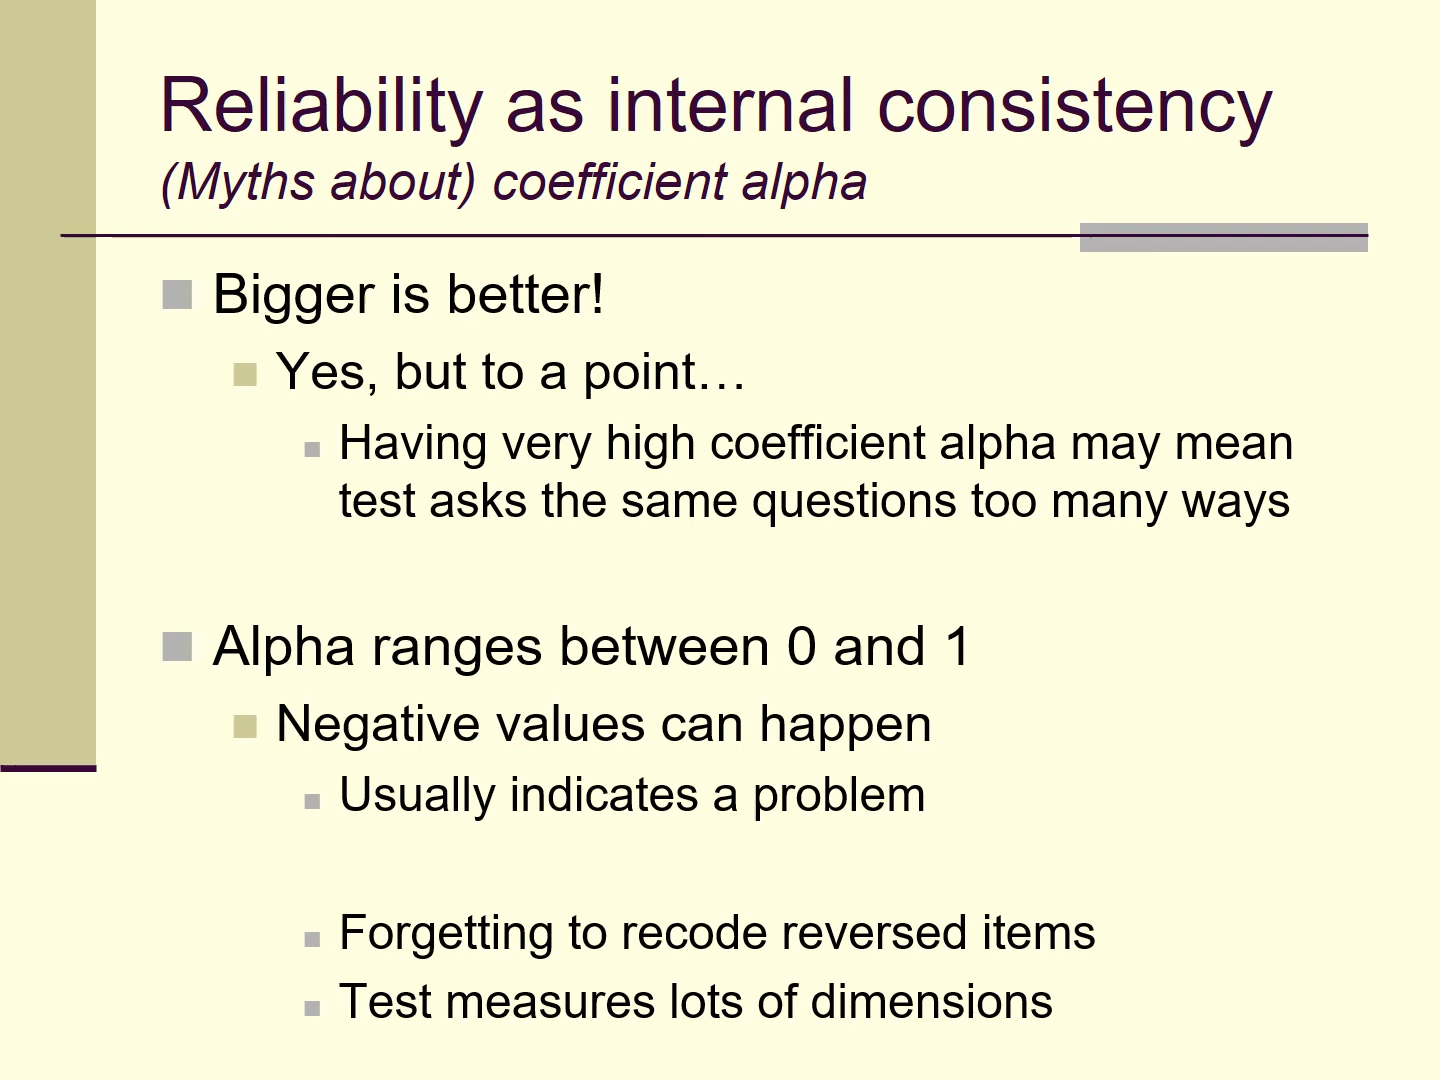 Reliability as internal consistency
(Myths about) coefficient alpha
Bigger is better!
Yes, but to a point…
Having very high coefficient alpha may mean
test asks the same questions too many ways
Alpha ranges between 0 and 1
Negative values can happen
Usually indicates a problem
Forgetting to recode reversed items
Test measures lots of dimensions